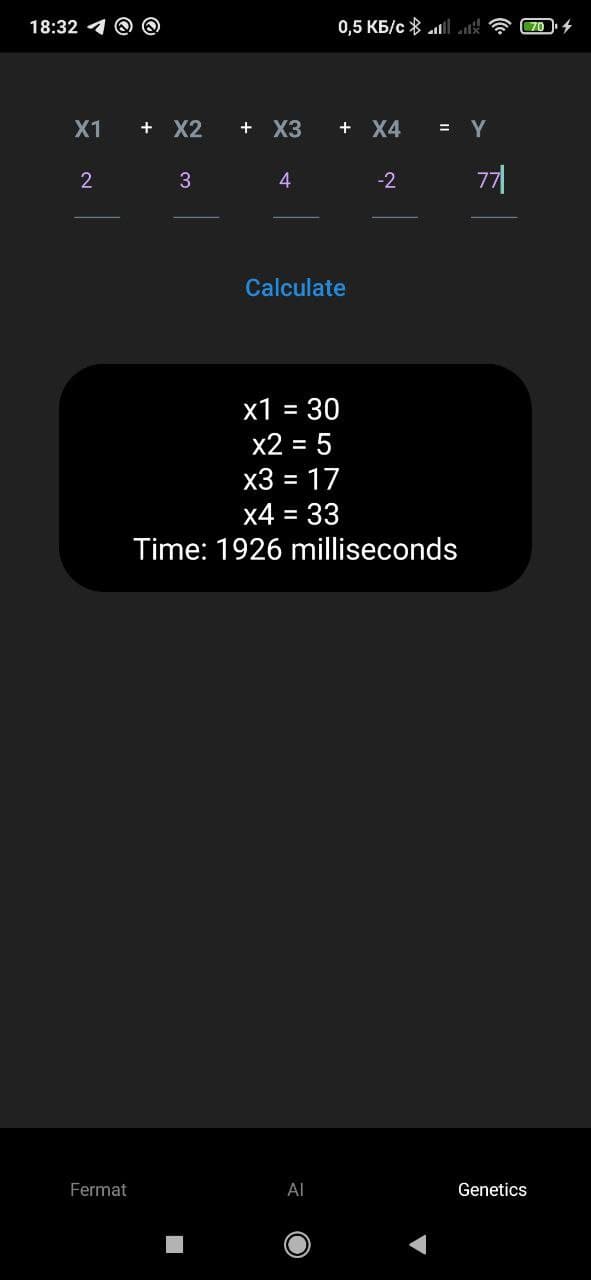 18:32 0,5 КБ/с 70
X1 + X2 + X3 + X4 = Y
2 3 4 -2 77
Calculate
x1 = 30
x2 = 5
x3 = 17
x4 = 33
Time: 1926 milliseconds
Fermat AI Genetics